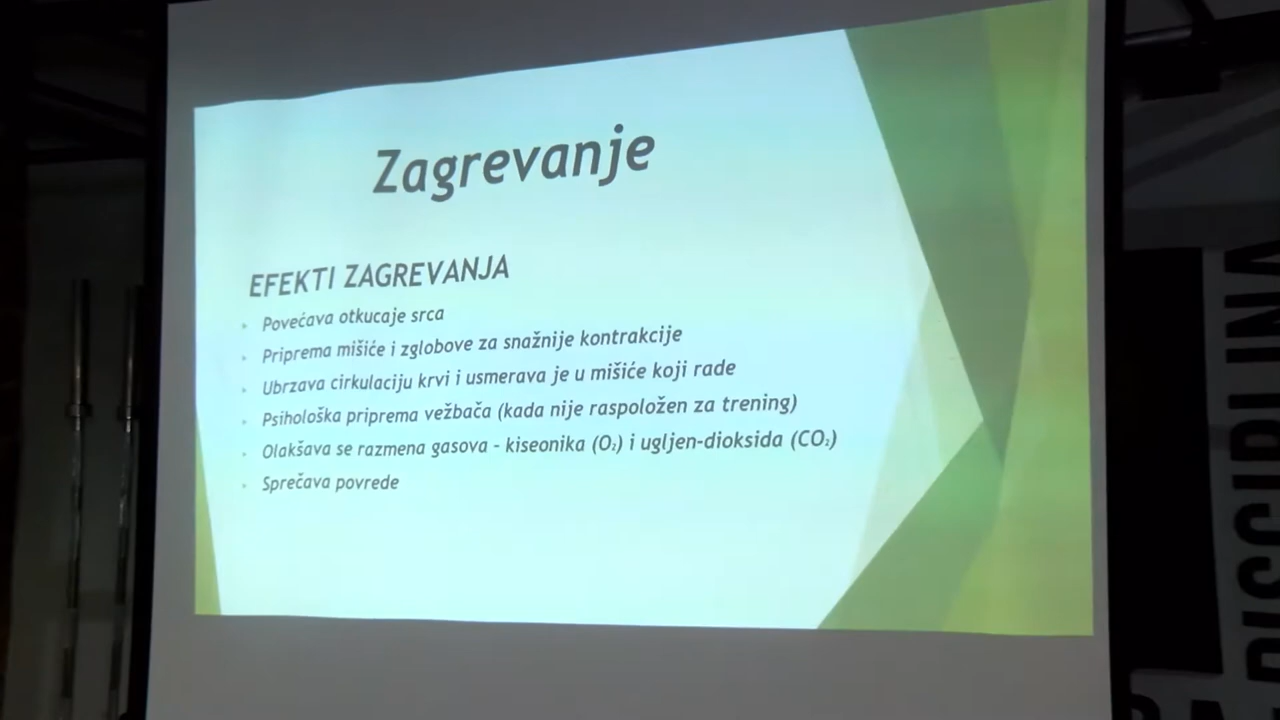 Zagrevanje
EFEKTI ZAGREVANJA
Povećava otkucaje srca
Priprema mišiće i zglobove za snažnije kontrakcije
Ubrzava cirkulaciju krvi i usmerava je u mišiće koji rade
Psihološka priprema vežbača (kada nije raspoložen za trening)
Olakšava se razmena gasova - kiseonika (O₂) i ugljen-dioksida (CO₂)
Sprečava povrede
DISCIPLINA